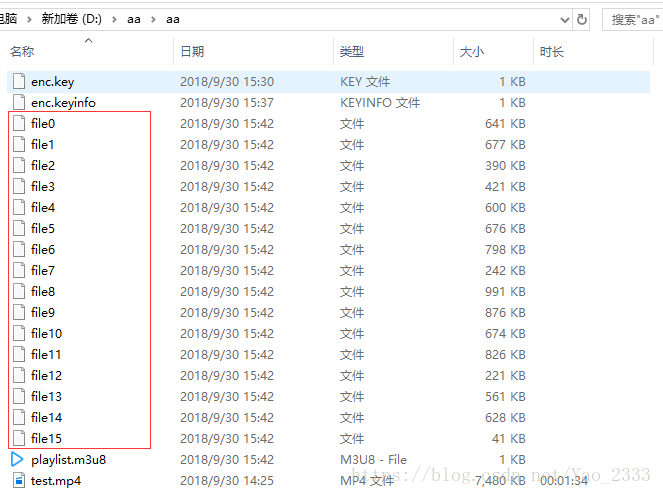 电脑 > 新加卷 (D:) > aa > aa 搜索"aa"
名称 日期 类型 大小 时长
enc.key 2018/9/30 15:30 KEY 文件 1 KB
enc.keyinfo 2018/9/30 15:37 KEYINFO 文件 1 KB
file0 2018/9/30 15:42 文件 641 KB
file1 2018/9/30 15:42 文件 677 KB
file2 2018/9/30 15:42 文件 390 KB
file3 2018/9/30 15:42 文件 421 KB
file4 2018/9/30 15:42 文件 600 KB
file5 2018/9/30 15:42 文件 676 KB
file6 2018/9/30 15:42 文件 798 KB
file7 2018/9/30 15:42 文件 242 KB
file8 2018/9/30 15:42 文件 991 KB
file9 2018/9/30 15:42 文件 876 KB
file10 2018/9/30 15:42 文件 674 KB
file11 2018/9/30 15:42 文件 826 KB
file12 2018/9/30 15:42 文件 221 KB
file13 2018/9/30 15:42 文件 561 KB
file14 2018/9/30 15:42 文件 628 KB
file15 2018/9/30 15:42 文件 41 KB
playlist.m3u8 2018/9/30 15:42 M3U8 - File 1 KB
test.mp4 2018/9/30 14:25 MP4 文件 7,480 KB 00:01:34
https://blog.csdn.net/Yao_2333